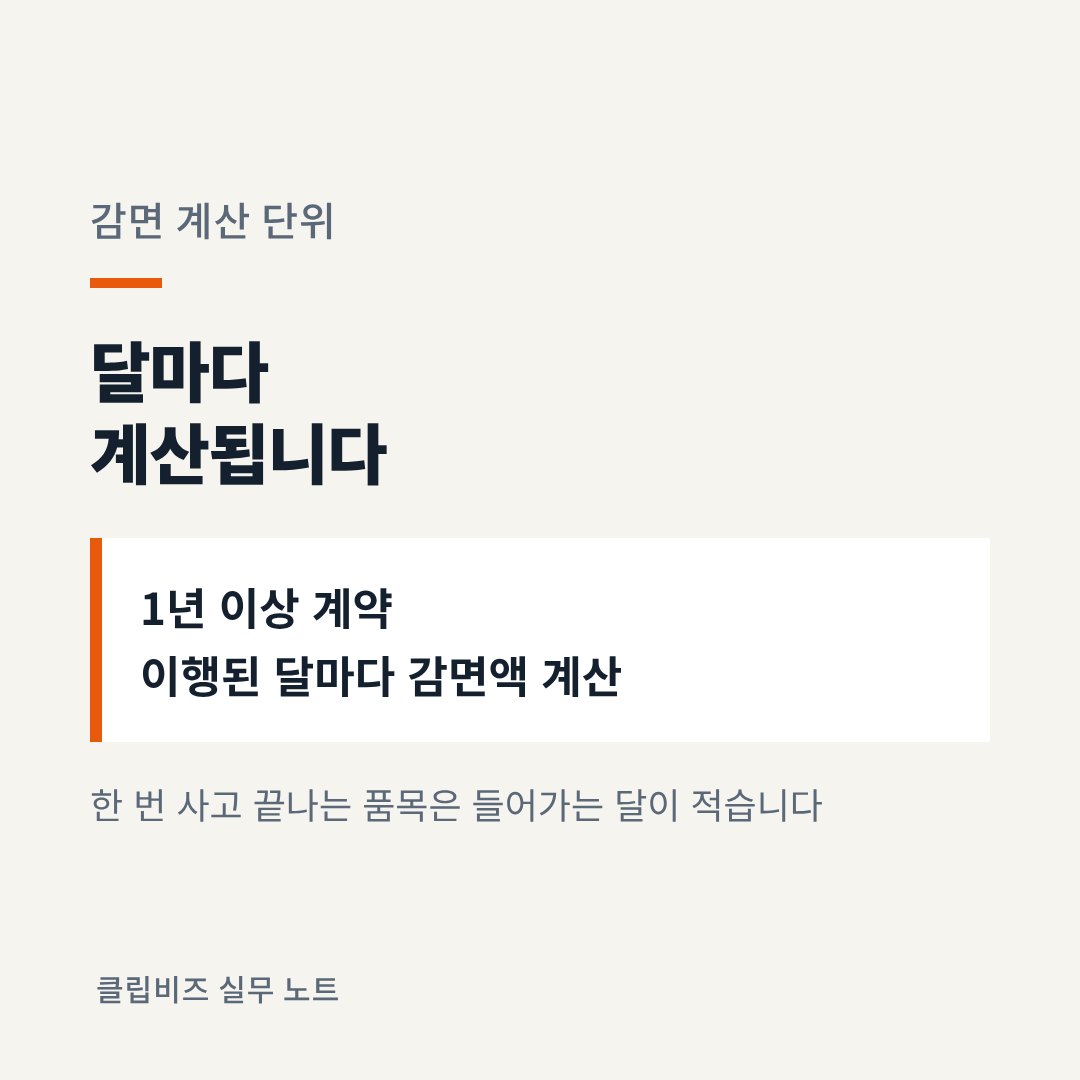 감면 계산 단위
달마다
계산됩니다
1년 이상 계약
이행된 달마다 감면액 계산
한 번 사고 끝나는 품목은 들어가는 달이 적습니다
클립비즈 실무 노트